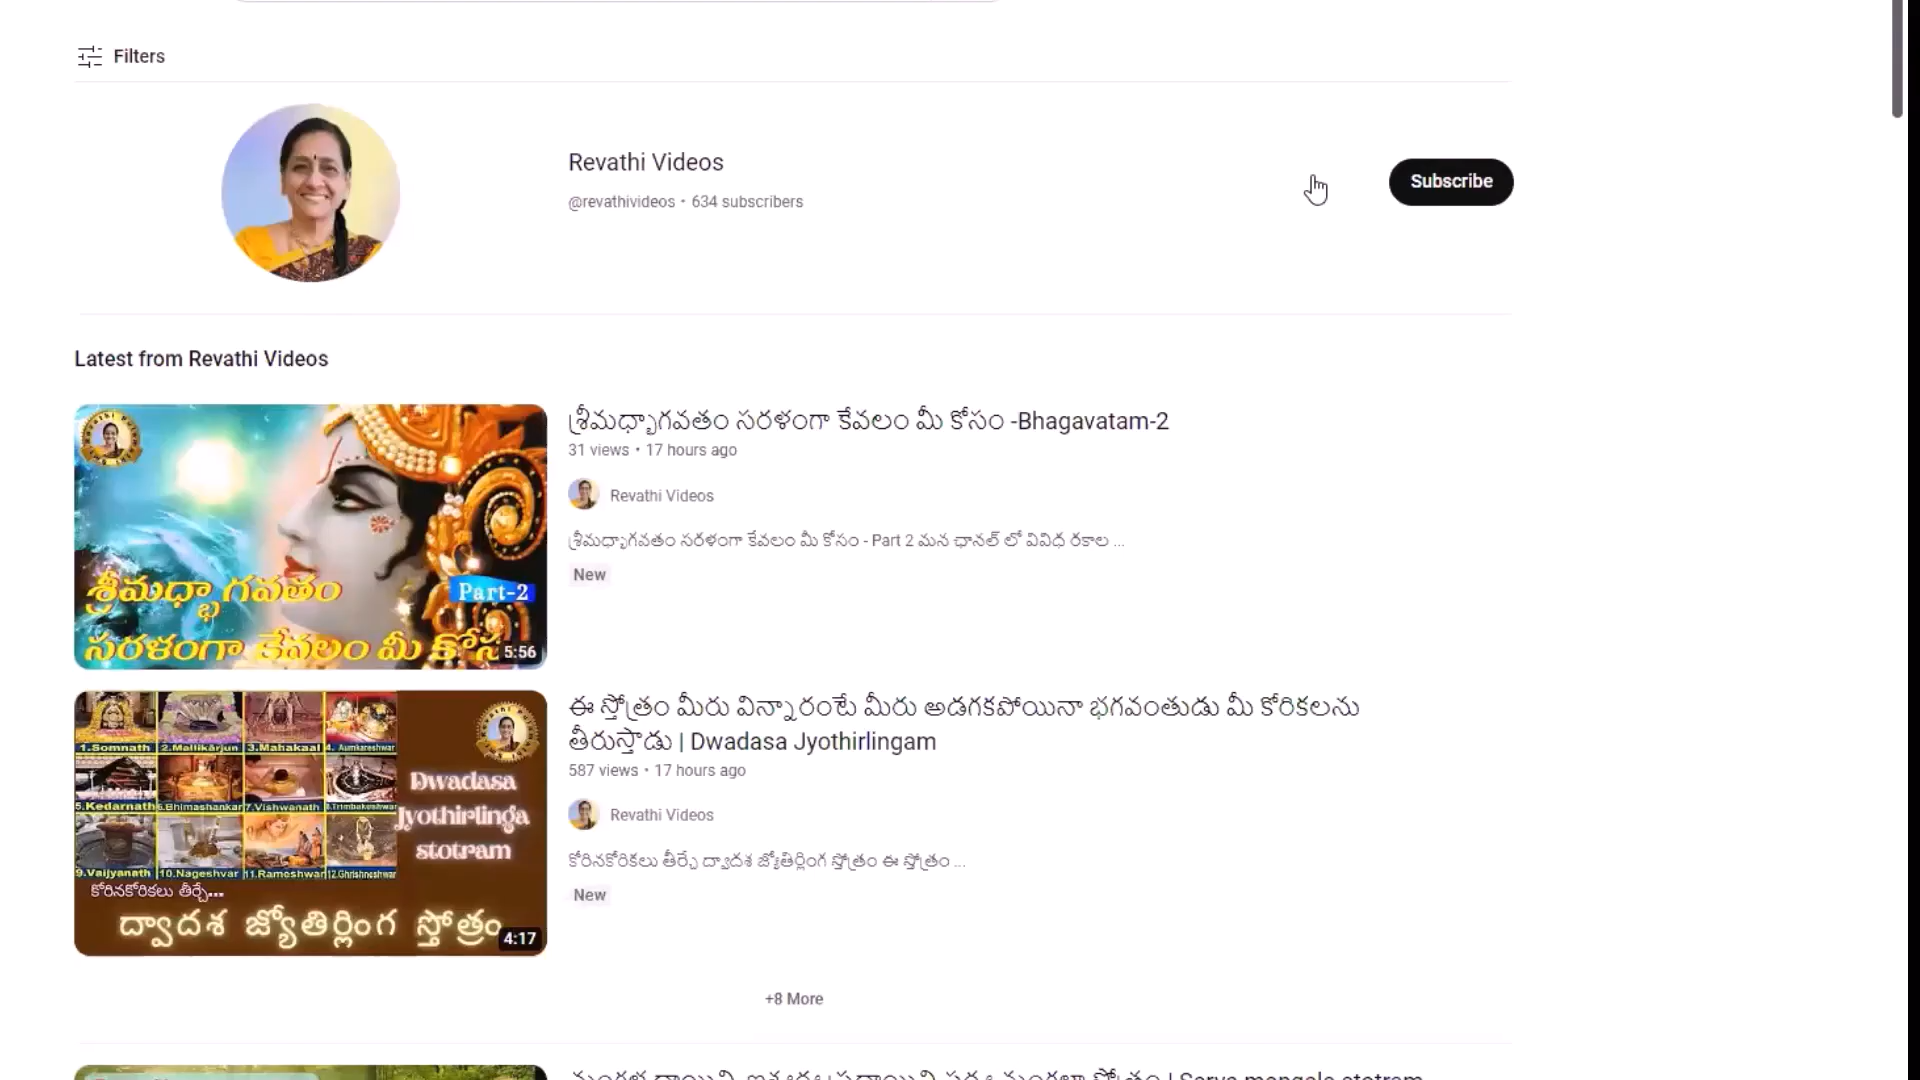 Filters
Revathi Videos
@revathivideos • 634 subscribers
Subscribe
Latest from Revathi Videos
శ్రీమద్భాగవతం
Part-2
సరళంగా కేవలం మీ కోస
5:56
శ్రీమధ్భాగవతం సరళంగా కేవలం మీ కోసం -Bhagavatam-2
31 views • 17 hours ago
Revathi Videos
శ్రీమధ్భాగవతం సరళంగా కేవలం మీ కోసం - Part 2 మన ఛానల్ లో వివిధ రకాల ...
New
1.Somnath 2.Mallikarjun 3.Mahakaal 4. Aumkareshwar
5.Kedarnath 6.Bhimashankar 7.Vishwanath 8.Trimbakeshwar
9.Vaijyanath 10.Nageshvar 11.Rameshwar 12.Ghrishneshwar
Dwadasa
Jyothirlinga
stotram
కోరినకోరికలు తీర్చే...
ద్వాదశ జ్యోతిర్లింగ స్తోత్రం
4:17
ఈ స్తోత్రం మీరు విన్నారంటే మీరు అడగకపోయినా భగవంతుడు మీ కోరికలను
తీరుస్తాడు | Dwadasa Jyothirlingam
587 views • 17 hours ago
Revathi Videos
కోరినకోరికలు తీర్చే ద్వాదశ జ్యోతిర్లింగ స్తోత్రం ఈ స్తోత్రం ...
New
+8 More